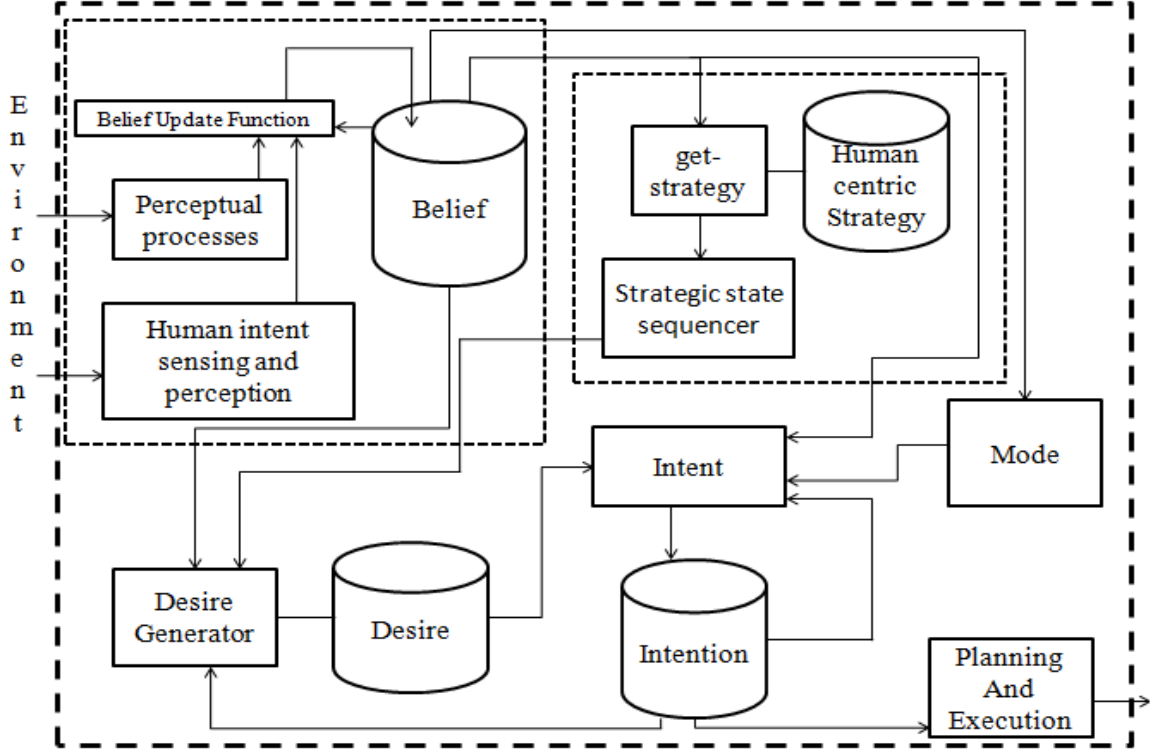 Environment
Belief Update Function
Perceptual
processes
Human intent
sensing and
perception
Belief
get-
strategy
Human
centric
Strategy
Strategic state
sequencer
Intent
Mode
Desire
Generator
Desire
Intention
Planning
And
Execution